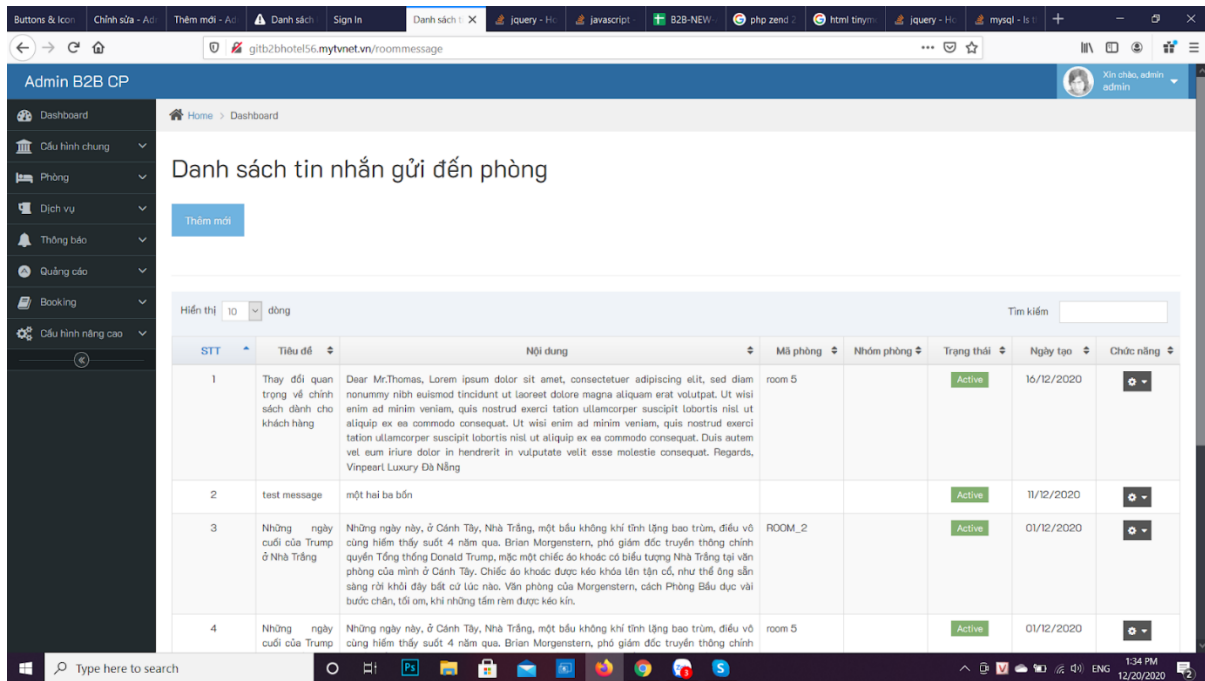 Buttons & Icon
Chỉnh sửa - Ad
Thêm mới - Ad
Danh sách
Sign In
Danh sách t
jquery - Ho
javascript -
B2B-NEW-
php zend 2
html tinym
jquery - Ho
mysql - Is t
gitb2bhotel56.mytvnet.vn/roommessage
Admin B2B CP
Xin chào, admin
admin
Dashboard
Cấu hình chung
Phòng
Dịch vụ
Thông báo
Quảng cáo
Booking
Cấu hình nâng cao
Home > Dashboard
Danh sách tin nhắn gửi đến phòng
Thêm mới
Hiển thị 10 dòng
Tìm kiếm
STT Tiêu đề Nội dung Mã phòng Nhóm phòng Trạng thái Ngày tạo Chức năng
1
Thay đổi quan
trọng về chính
sách dành cho
khách hàng
Dear Mr.Thomas, Lorem ipsum dolor sit amet, consectetuer adipiscing elit, sed diam
nonummy nibh euismod tincidunt ut laoreet dolore magna aliquam erat volutpat. Ut wisi
enim ad minim veniam, quis nostrud exerci tation ullamcorper suscipit lobortis nisl ut
aliquip ex ea commodo consequat. Ut wisi enim ad minim veniam, quis nostrud exerci
tation ullamcorper suscipit lobortis nisl ut aliquip ex ea commodo consequat. Duis autem
vel eum iriure dolor in hendrerit in vulputate velit esse molestie consequat. Regards,
Vinpearl Luxury Đà Nẵng
room 5
Active
16/12/2020
2
test message
một hai ba bốn
Active
11/12/2020
3
Những ngày
cuối của Trump
ở Nhà Trắng
Những ngày này, ở Cánh Tây, Nhà Trắng, một bầu không khí tĩnh lặng bao trùm, điều vô
cùng hiếm thấy suốt 4 năm qua. Brian Morgenstern, phó giám đốc truyền thông chính
quyền Tổng thống Donald Trump, mặc một chiếc áo khoác có biểu tượng Nhà Trắng tại văn
phòng của mình ở Cánh Tây. Chiếc áo khoác được kéo khóa lên tận cổ, như thể ông sẵn
sàng rời khỏi đây bất cứ lúc nào. Văn phòng của Morgenstern, cách Phòng Bầu dục vài
bước chân, tối om, khi những tấm rèm được kéo kín.
ROOM_2
Active
01/12/2020
4
Những ngày
cuối của Trump
Những ngày này, ở Cánh Tây, Nhà Trắng, một bầu không khí tĩnh lặng bao trùm, điều vô
cùng hiếm thấy suốt 4 năm qua. Brian Morgenstern, phó giám đốc truyền thông chính
room 5
Active
01/12/2020
Type here to search
ENG
1:34 PM
12/20/2020